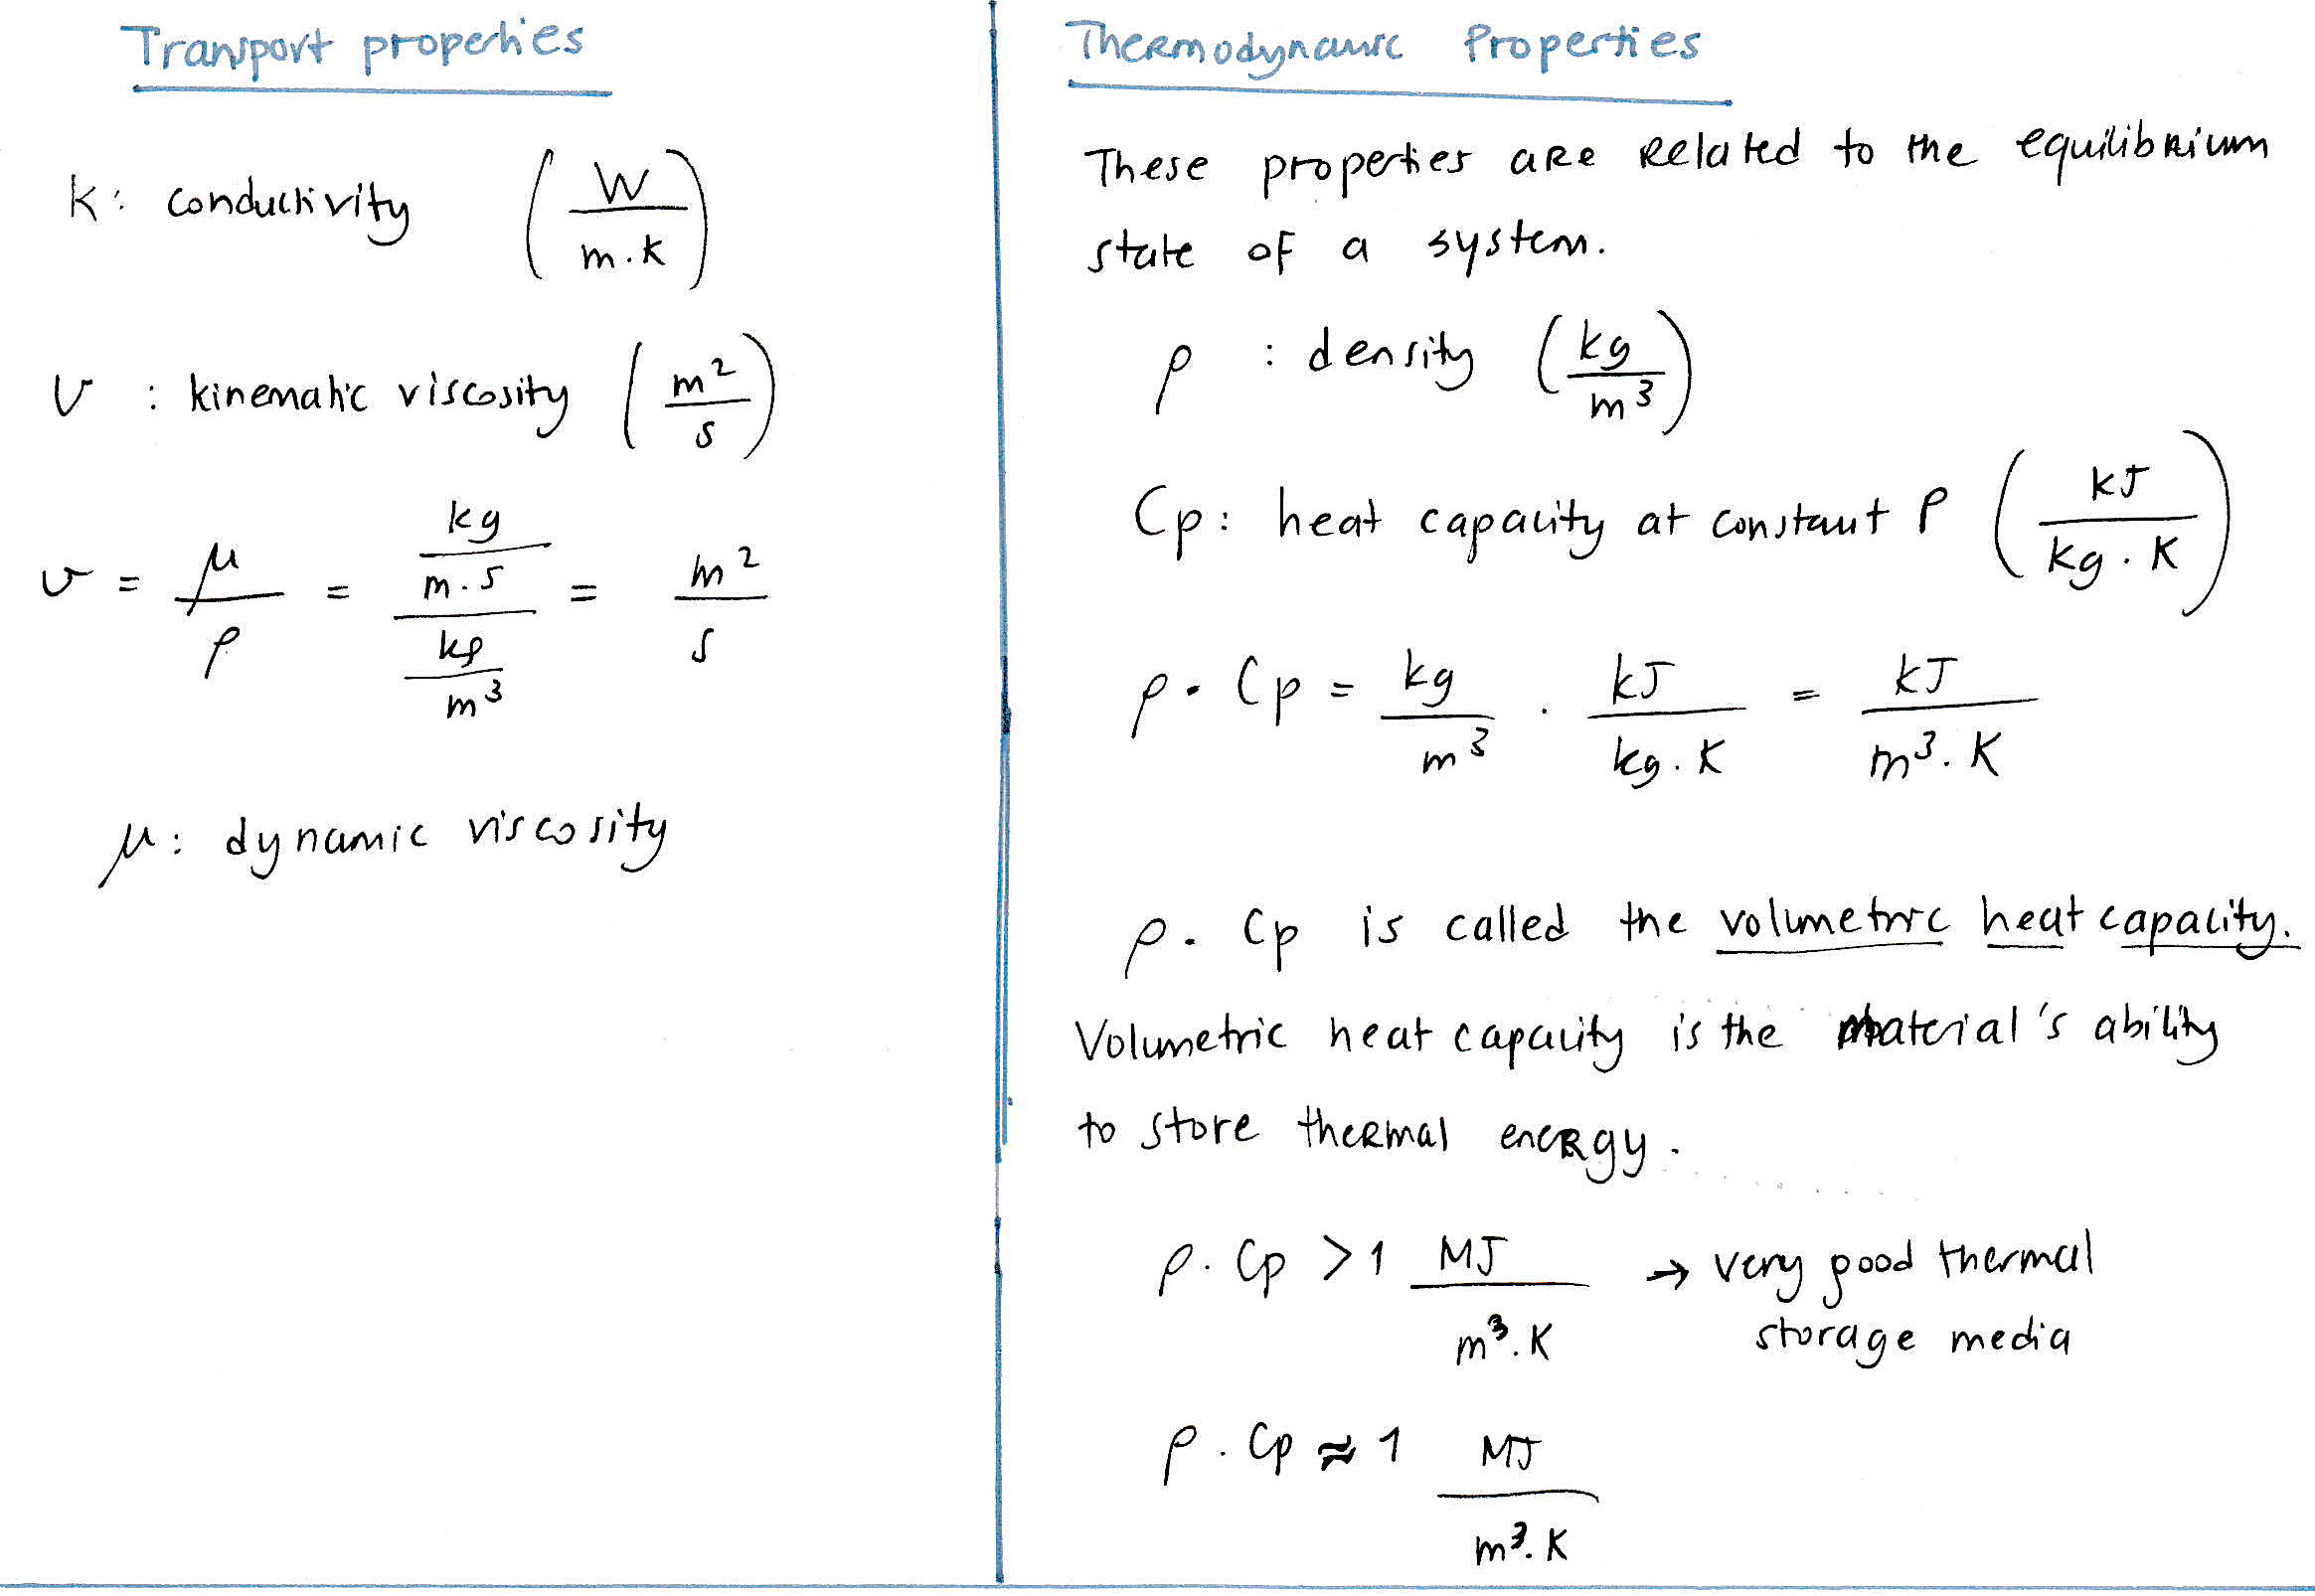 Transport properties
k: conductivity (W / m.k)
ν : kinematic viscosity (m² / s)
ν = μ / ρ = (kg / m.s) / (kg / m³) = m² / s
μ: dynamic viscosity
Thermodynamic Properties
These properties are related to the equilibrium
state of a system.
ρ : density (kg / m³)
Cp: heat capacity at constant P (kJ / kg.K)
ρ. Cp = kg / m³ . kJ / kg.K = kJ / m³.K
ρ. Cp is called the volumetric heat capacity.
Volumetric heat capacity is the material's ability
to store thermal energy.
ρ. Cp > 1 MJ / m³.K → very good thermal
storage media
ρ. Cp ≈ 1 MJ / m³.K